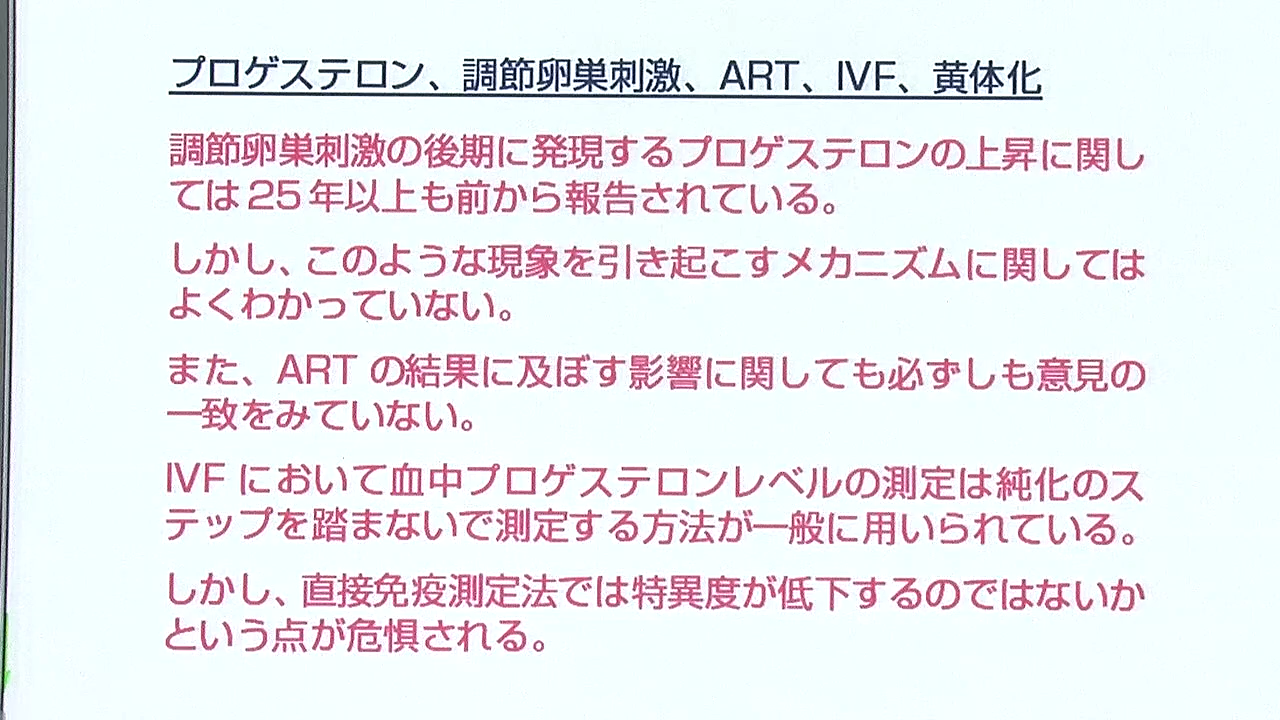 プロゲステロン、調節卵巣刺激、ART、IVF、黄体化
調節卵巣刺激の後期に発現するプロゲステロンの上昇に関し
ては25年以上も前から報告されている。
しかし、このような現象を引き起こすメカニズムに関しては
よくわかっていない。
また、ARTの結果に及ぼす影響に関しても必ずしも意見の
一致をみていない。
IVFにおいて血中プロゲステロンレベルの測定は純化のス
テップを踏まないで測定する方法が一般に用いられている。
しかし、直接免疫測定法では特異度が低下するのではないか
という点が危惧される。